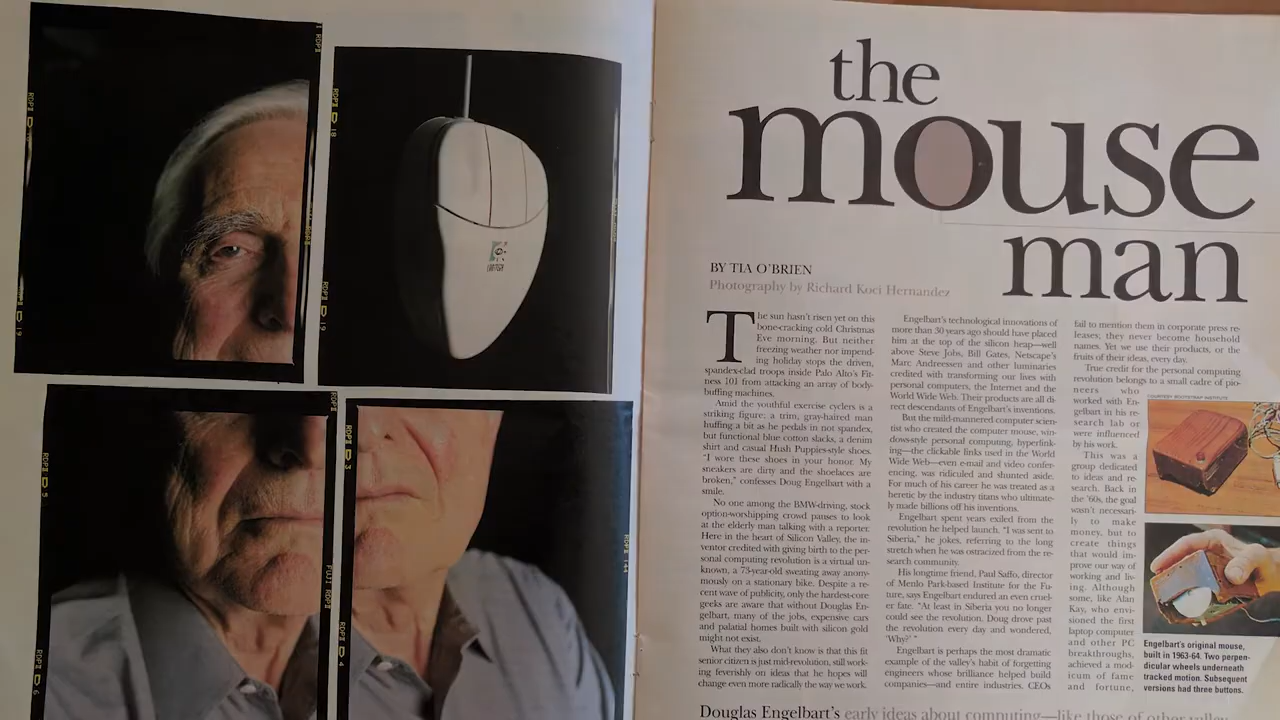 the
mouse
man
BY TIA O'BRIEN
Photography by Richard Koci Hernandez
The sun hasn't risen yet on this
bone-cracking cold Christmas
Eve morning. But neither
freezing weather nor impend-
ing holiday stops the driven,
spandex-clad troops inside Palo Alto's Fit-
ness 101 from attacking an array of body-
buffing machines.
Amid the youthful exercise cyclers is a
striking figure, a trim, gray-haired man
huffing a bit as he pedals in not spandex,
but functional blue cotton slacks, a denim
shirt and casual Hush Puppies-style shoes.
"I wore these shoes in your honor. My
sneakers are dirty and the shoelaces are
broken," confesses Doug Engelbart with a
smile.
No one among the BMW-driving, stock
option-worshipping crowd pauses to look
at the elderly man talking with a reporter.
Here in the heart of Silicon Valley, the in-
ventor credited with giving birth to the per-
sonal computing revolution is a virtual un-
known, a 73-year-old sweating away anony-
mously on a stationary bike. Despite a re-
cent wave of publicity, only the hardest-core
geeks are aware that without Douglas En-
gelbart, many of the jobs, expensive cars
and palatial homes built with silicon gold
might not exist.
What they also don't know is that this fit
senior citizen is just mid-revolution, still work-
ing feverishly on ideas that he hopes will
change even more radically the way we work.
Engelbart's technological innovations of
more than 30 years ago should have placed
him at the top of the silicon heap—well
above Steve Jobs, Bill Gates, Netscape's
Marc Andreessen and other luminaries
credited with transforming our lives with
personal computers, the Internet and the
World Wide Web. Their products are all di-
rect descendants of Engelbart's inventions.
But the mild-mannered computer scien-
tist who created the computer mouse, win-
dows-style personal computing, hyperlink-
ing—the clickable links used in the World
Wide Web—even e-mail and video confer-
encing, was ridiculed and shunted aside.
For much of his career he was treated as a
heretic by the industry titans who ultimate-
ly made billions off his inventions.
Engelbart spent years exiled from the
revolution he helped launch. "I was sent to
Siberia," he jokes, referring to the long
stretch when he was ostracized from the re-
search community.
His longtime friend, Paul Saffo, director
of Menlo Park-based Institute for the Fu-
ture, says Engelbart endured an even cruel-
er fate. "At least in Siberia you no longer
could see the revolution. Doug drove past
the revolution every day and wondered,
'Why?' "
Engelbart is perhaps the most dramatic
example of the valley's habit of forgetting
engineers whose brilliance helped build
companies—and entire industries. CEOs
fail to mention them in corporate press re-
leases; they never become household
names. Yet we use their products, or the
fruits of their ideas, every day.
True credit for the personal computing
revolution belongs to a small cadre of pio-
neers who
worked with En-
gelbart in his re-
search lab or
were influenced
by his work.
This was a
group dedicated
to ideas and re-
search. Back in
the '60s, the goal
wasn't necessari-
ly to make
money, but to
create things
that would im-
prove our way of
working and liv-
ing. Although
some, like Alan
Kay, who envi-
sioned the first
laptop computer
and other PC
breakthroughs,
achieved a mod-
icum of fame
and fortune,
COURTESY BOOTSTRAP INSTITUTE
Engelbart's original mouse,
built in 1963-64. Two perpen-
dicular wheels underneath
tracked motion. Subsequent
versions had three buttons.
Douglas Engelbart's early ideas about computing—like those of other valley